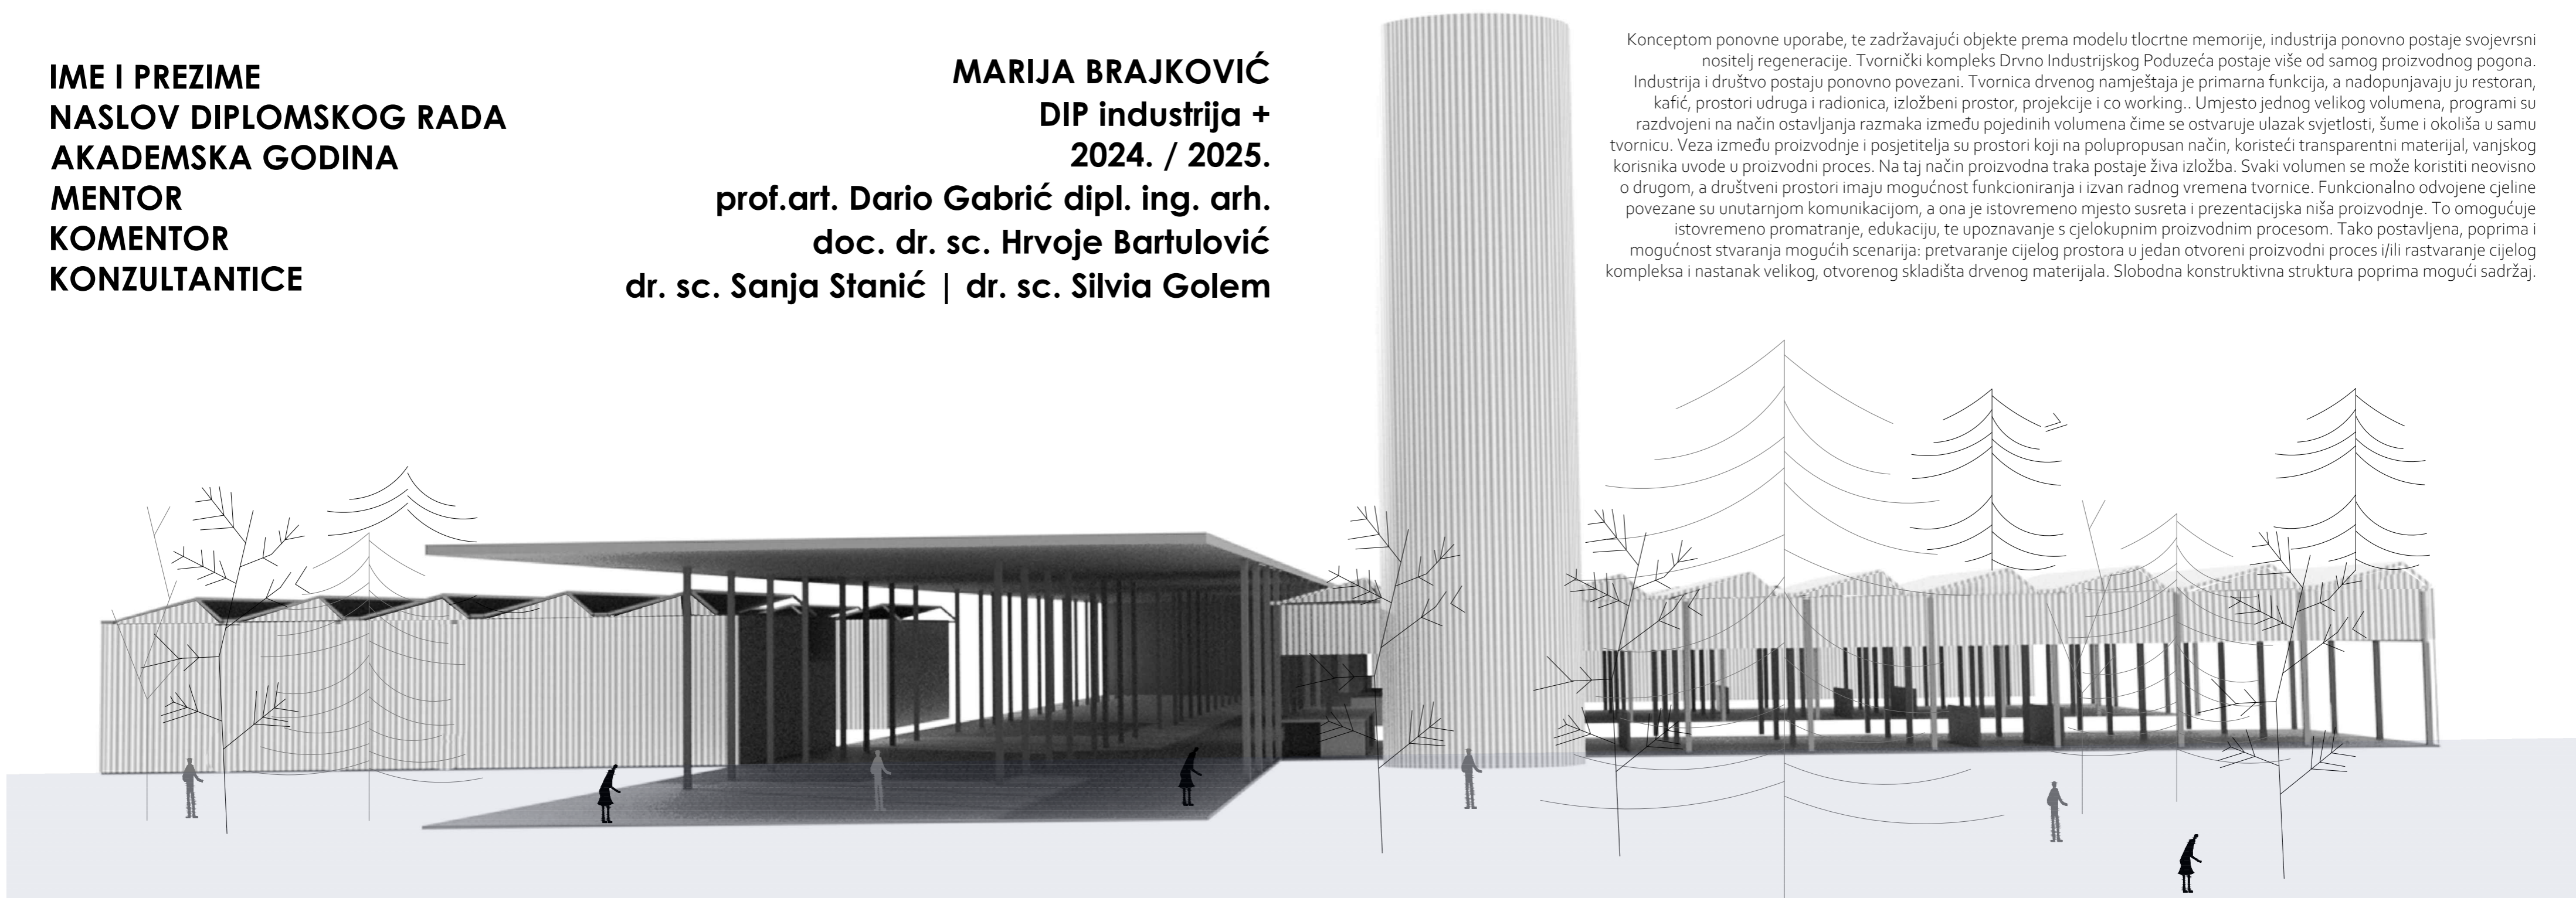 IME I PREZIME
NASLOV DIPLOMSKOG RADA
AKADEMSKA GODINA
MENTOR
KOMENTOR
KONZULTANTICE
MARIJA BRAJKOVIĆ
DIP industrija +
2024. / 2025.
prof.art. Dario Gabrić dipl. ing. arh.
doc. dr. sc. Hrvoje Bartulović
dr. sc. Sanja Stanić | dr. sc. Silvia Golem
Konceptom ponovne uporabe, te zadržavajući objekte prema modelu tlocrtne memorije, industrija ponovno postaje svojevrsni
nositelj regeneracije. Tvornički kompleks Drvno Industrijskog Poduzeća postaje više od samog proizvodnog pogona.
Industrija i društvo postaju ponovno povezani. Tvornica drvenog namještaja je primarna funkcija, a nadopunjavaju ju restoran,
kafić, prostori udruga i radionica, izložbeni prostor, projekcije i co working.. Umjesto jednog velikog volumena, programi su
razdvojeni na način ostavljanja razmaka između pojedinih volumena čime se ostvaruje ulazak svjetlosti, šume i okoliša u samu
tvornicu. Veza između proizvodnje i posjetitelja su prostori koji na polupropusan način, koristeći transparentni materijal, vanjskog
korisnika uvode u proizvodni proces. Na taj način proizvodna traka postaje živa izložba. Svaki volumen se može koristiti neovisno
o drugom, a društveni prostori imaju mogućnost funkcioniranja i izvan radnog vremena tvornice. Funkcionalno odvojene cjeline
povezane su unutarnjom komunikacijom, a ona je istovremeno mjesto susreta i prezentacijska niša proizvodnje. To omogućuje
istovremeno promatranje, edukaciju, te upoznavanje s cjelokupnim proizvodnim procesom. Tako postavljena, poprima i
mogućnost stvaranja mogućih scenarija: pretvaranje cijelog prostora u jedan otvoreni proizvodni proces i/ili rastvaranje cijelog
kompleksa i nastanak velikog, otvorenog skladišta drvenog materijala. Slobodna konstruktivna struktura poprima mogući sadržaj.